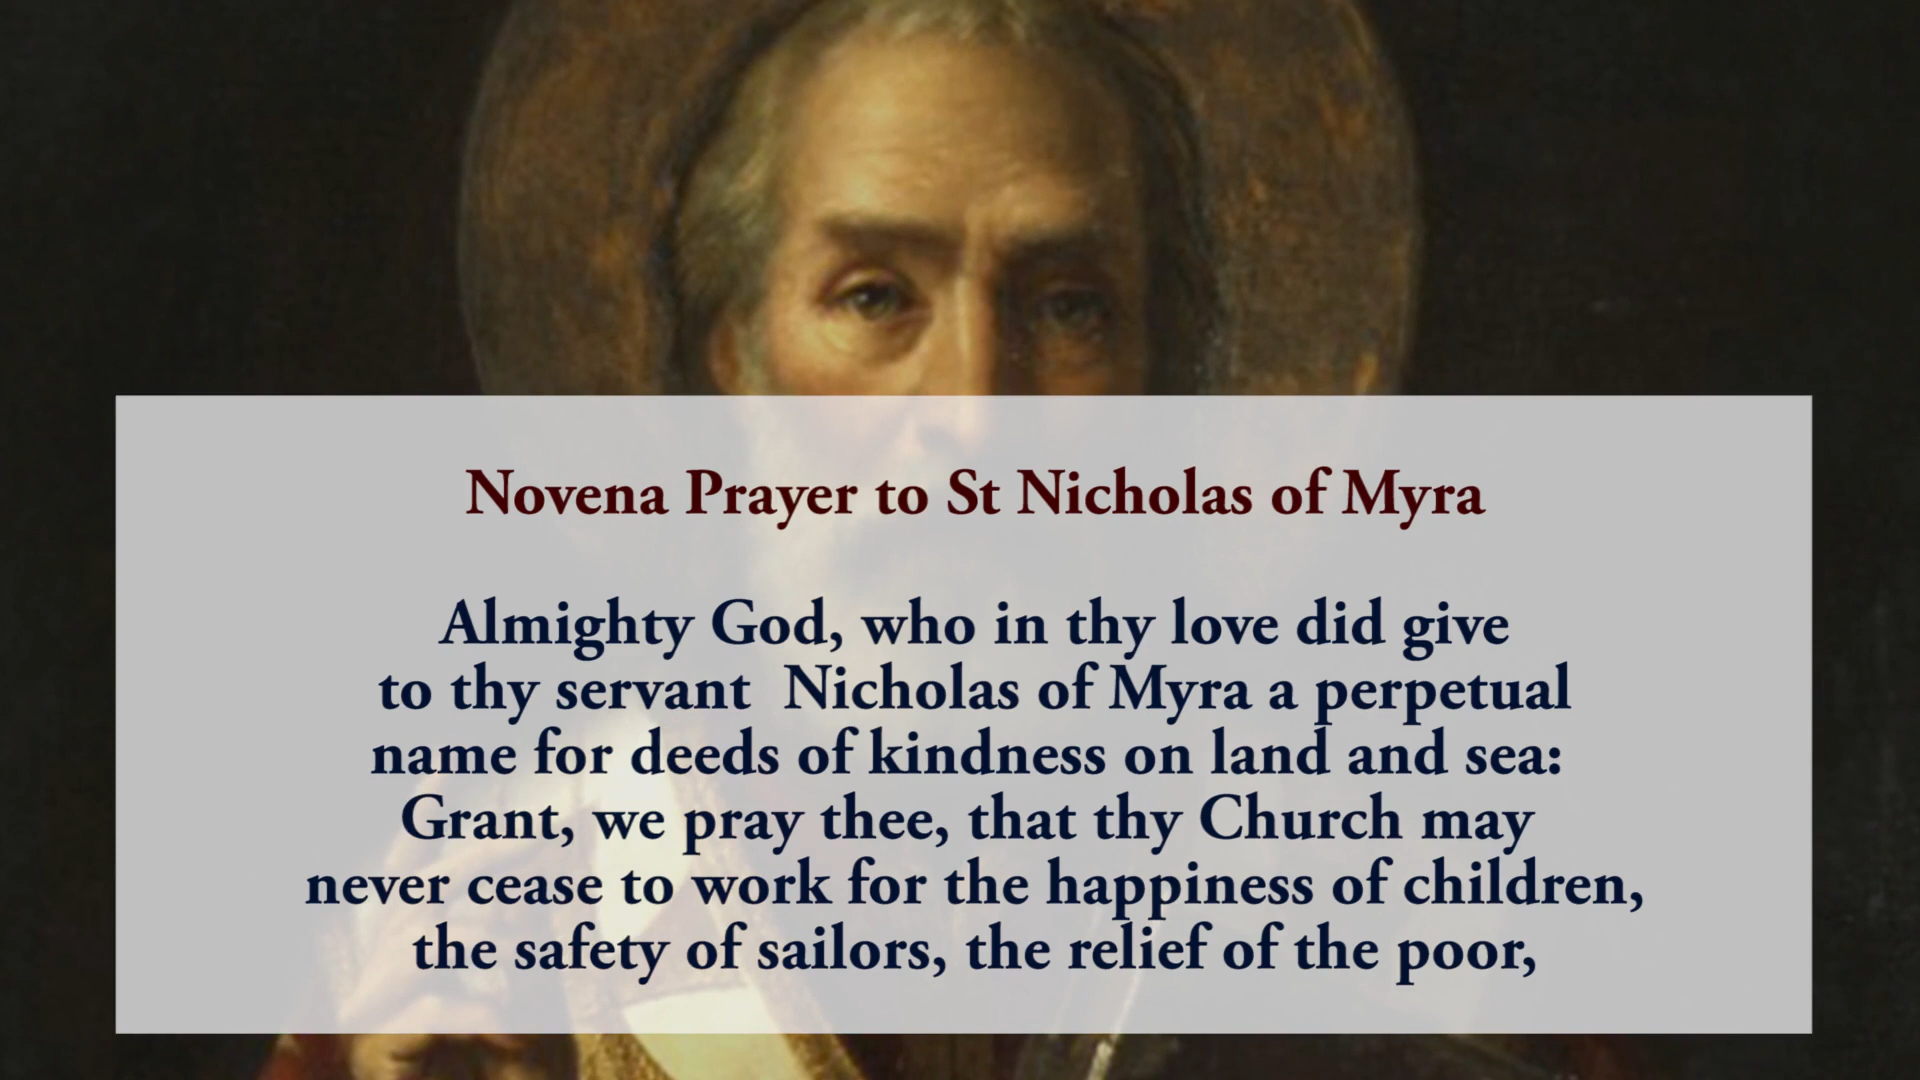 Novena Prayer to St Nicholas of Myra
Almighty God, who in thy love did give
to thy servant  Nicholas of Myra a perpetual
name for deeds of kindness on land and sea:
Grant, we pray thee, that thy Church may
never cease to work for the happiness of children,
the safety of sailors, the relief of the poor,